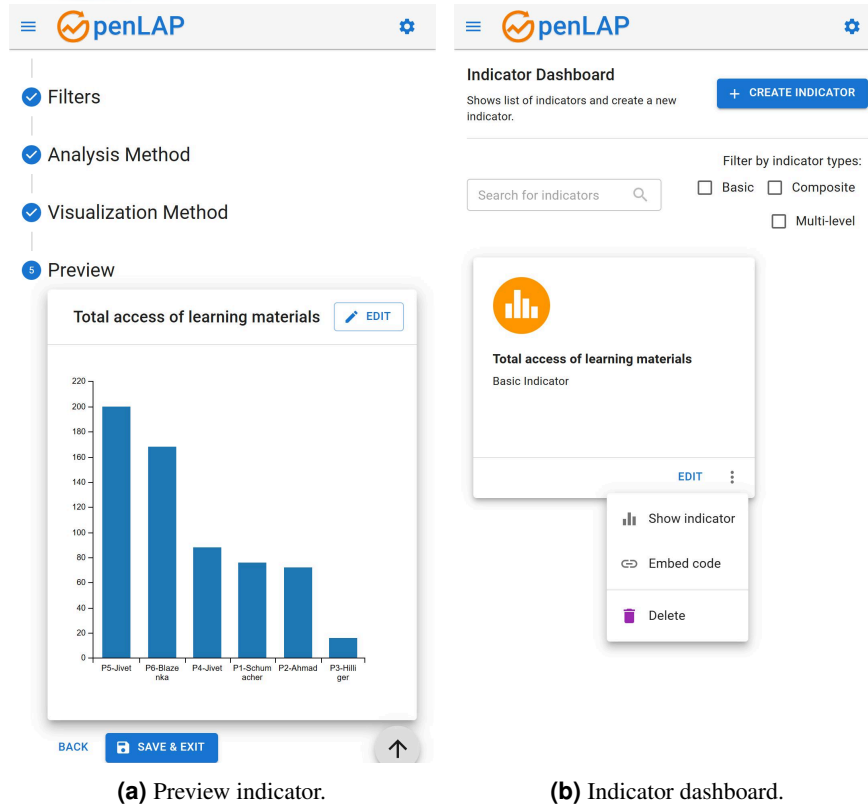 penLAP
Filters
Analysis Method
Visualization Method
5 Preview
Total access of learning materials EDIT
220
200
180
160
140
120
100
80
60
40
20
0
P5-Jivet P6-Blaze P4-Jivet P1-Schum P2-Ahmad P3-Hilli
nka acher ger
BACK SAVE & EXIT
(a) Preview indicator.
penLAP
Indicator Dashboard
Shows list of indicators and create a new
indicator.
+ CREATE INDICATOR
Filter by indicator types:
Search for indicators
Basic Composite
Multi-level
Total access of learning materials
Basic Indicator
EDIT
Show indicator
Embed code
Delete
(b) Indicator dashboard.